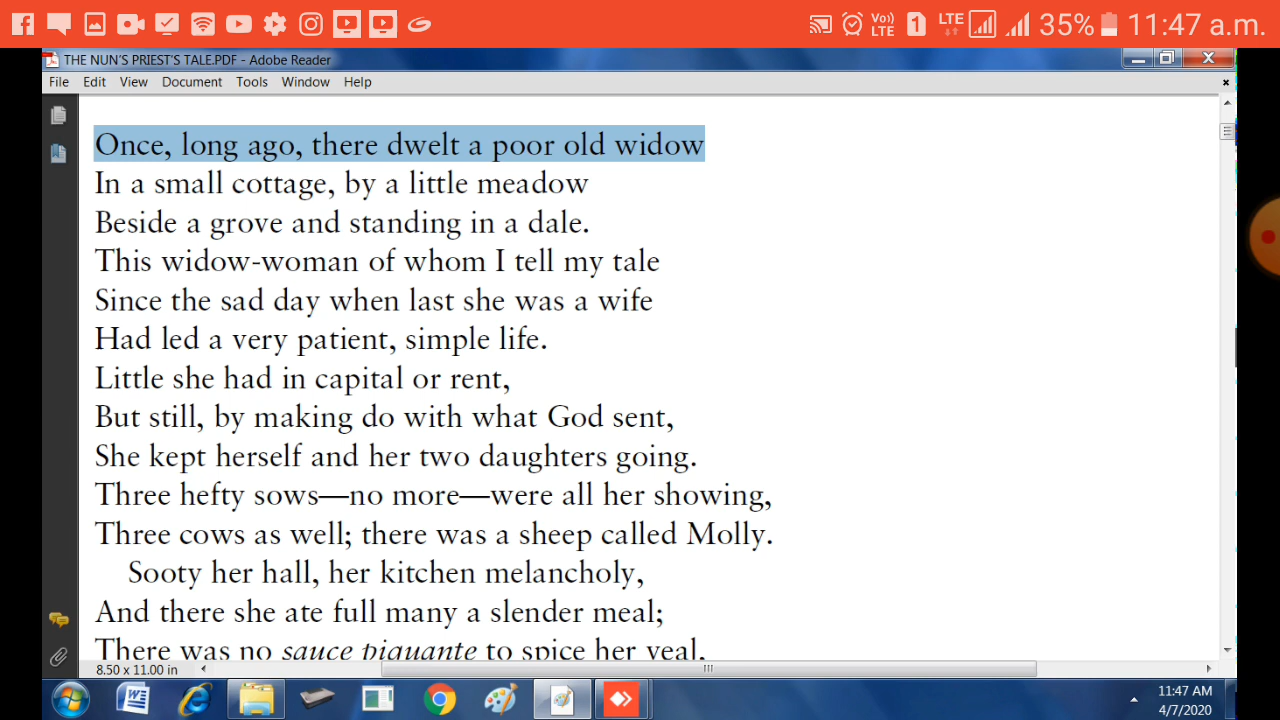 Vo)
LTE
1
LTE
35%
11:47 a.m.
THE NUN'S PRIEST'S TALE.PDF - Adobe Reader
File Edit View Document Tools Window Help
Once, long ago, there dwelt a poor old widow
In a small cottage, by a little meadow
Beside a grove and standing in a dale.
This widow-woman of whom I tell my tale
Since the sad day when last she was a wife
Had led a very patient, simple life.
Little she had in capital or rent,
But still, by making do with what God sent,
She kept herself and her two daughters going.
Three hefty sows—no more—were all her showing,
Three cows as well; there was a sheep called Molly.
Sooty her hall, her kitchen melancholy,
And there she ate full many a slender meal;
There was no sauce piquante to spice her veal,
8.50 x 11.00 in
11:47 AM
4/7/2020